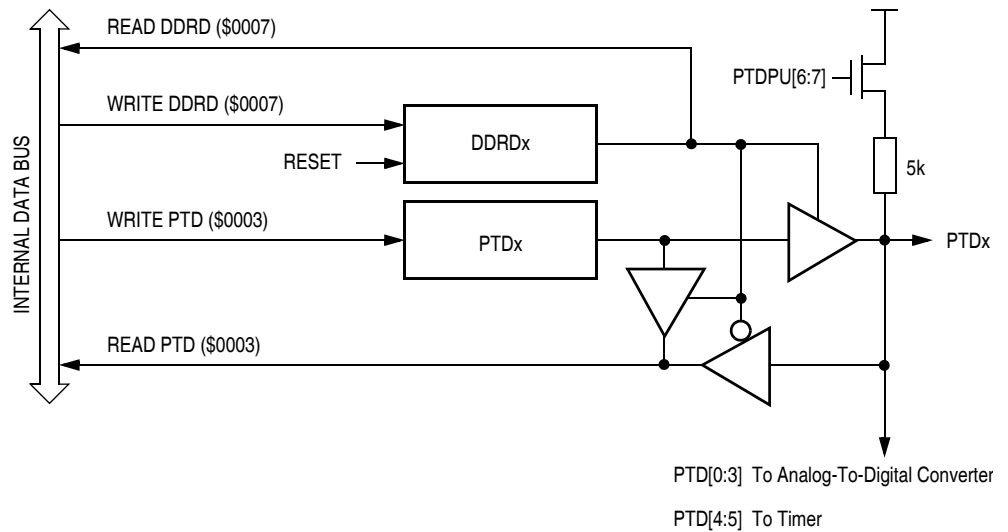 READ DDRD ($0007)
PTDPU[6:7]
WRITE DDRD ($0007)
DDRDx
RESET
5k
INTERNAL DATA BUS
WRITE PTD ($0003)
PTDx
PTDx
READ PTD ($0003)
PTD[0:3] To Analog-To-Digital Converter
PTD[4:5] To Timer